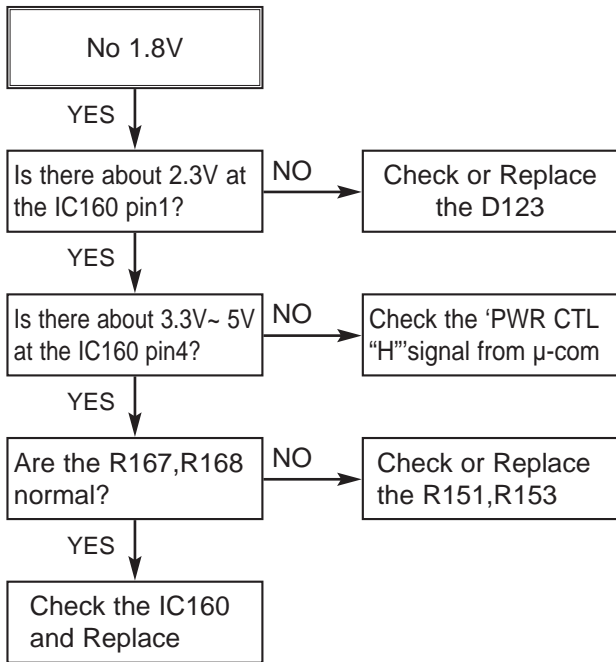 No 1.8V
YES
Is there about 2.3V at
the IC160 pin1?
NO
Check or Replace
the D123
YES
Is there about 3.3V~ 5V
at the IC160 pin4?
NO
Check the ‘PWR CTL
“H”’signal from μ-com
YES
Are the R167,R168
normal?
NO
Check or Replace
the R151,R153
YES
Check the IC160
and Replace